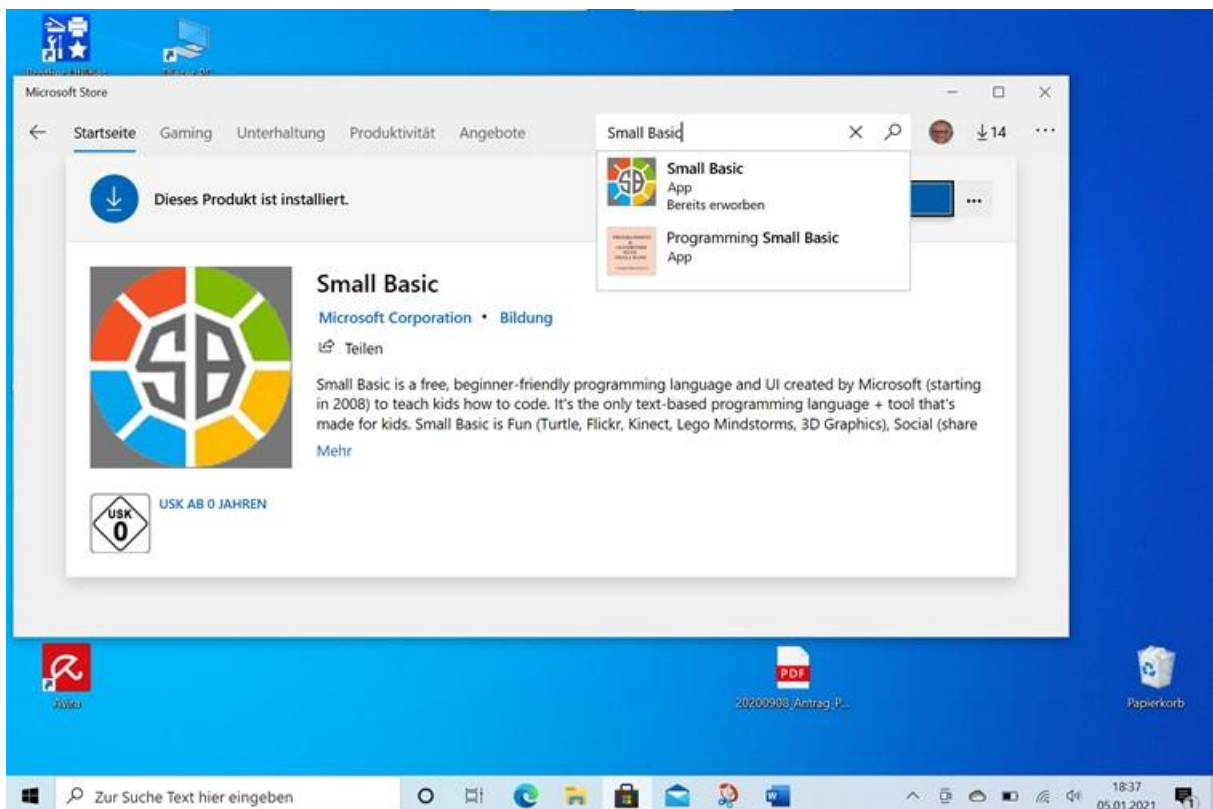 Microsoft Store
Startseite Gaming Unterhaltung Produktivität Angebote
Small Basic
14
Small Basic
App
Bereits erworben
Programming Small Basic
App
Dieses Produkt ist installiert.
SB
Small Basic
Microsoft Corporation • Bildung
Teilen
Small Basic is a free, beginner-friendly programming language and UI created by Microsoft (starting
in 2008) to teach kids how to code. It's the only text-based programming language + tool that's
made for kids. Small Basic is Fun (Turtle, Flickr, Kinect, Lego Mindstorms, 3D Graphics), Social (share
Mehr
USK
0
USK AB 0 JAHREN
PDF
20200908_Antrag_P...
Papierkorb
Zur Suche Text hier eingeben
18:37
05.01.2021